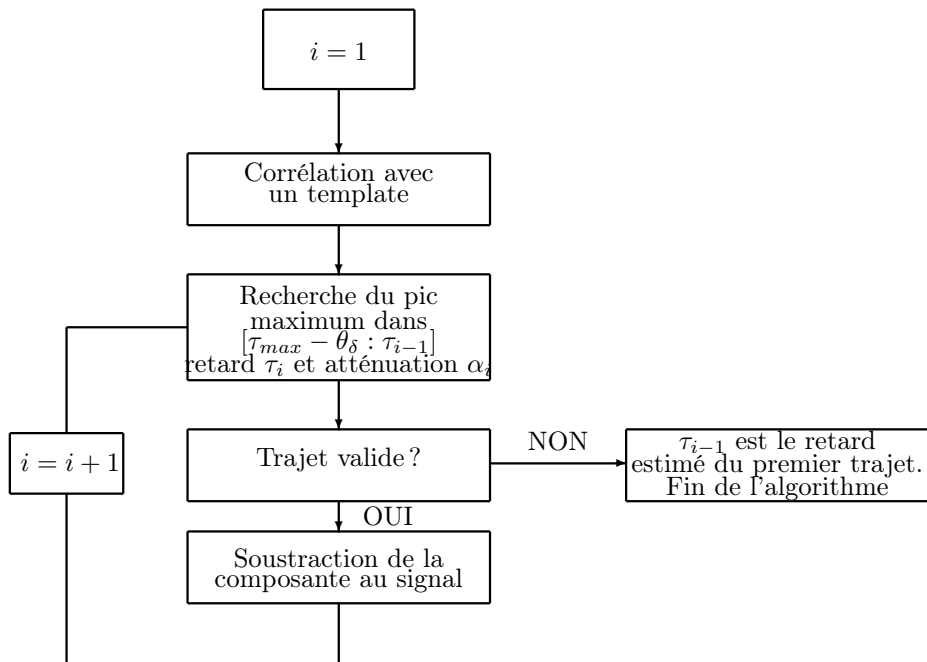 i = 1
Corrélation avec
un template
Recherche du pic
maximum dans
[τ_{max} − θ_δ : τ_{i−1}]
retard τ_i et atténuation α_i
i = i + 1
Trajet valide ?
NON
τ_{i−1} est le retard
estimé du premier trajet.
Fin de l'algorithme
OUI
Soustraction de la
composante au signal